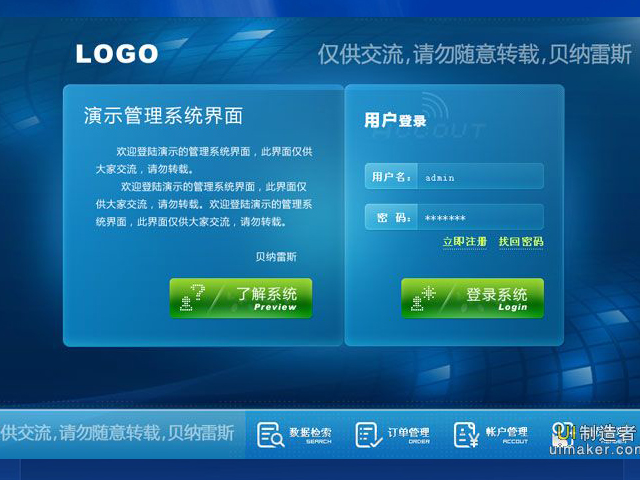 LOGO
仅供交流,请勿随意转载,贝纳雷斯
演示管理系统界面
欢迎登陆演示的管理系统界面，此界面仅供
大家交流，请勿转载。
欢迎登陆演示的管理系统界面，此界面仅
供大家交流，请勿转载。欢迎登陆演示的管理系
统界面，此界面仅供大家交流，请勿转载。
贝纳雷斯
了解系统
Preview
用户登录
ACCOUT
用户名: admin
密 码: *******
立即注册 找回密码
登录系统
Login
供交流,请勿随意转载,贝纳雷斯
数据检索
SEARCH
订单管理
ORDER
帐户管理
ACCOUT
UI制造者
uimaker.com